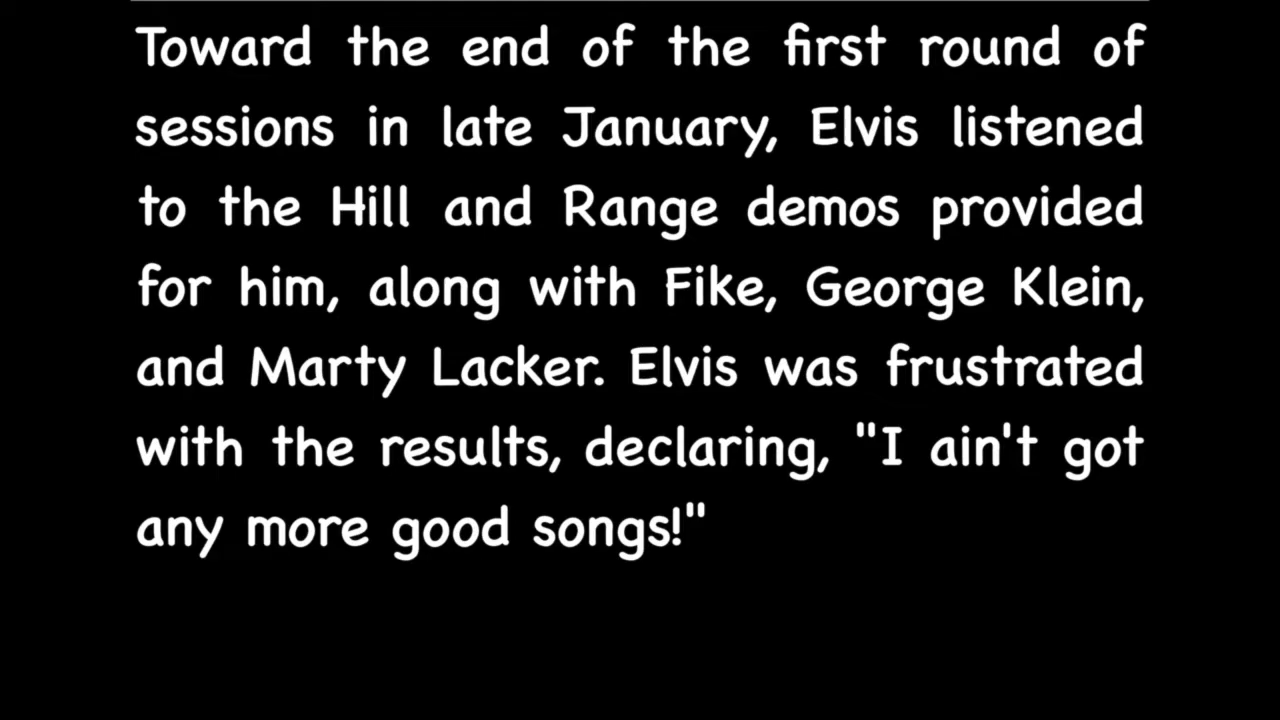 Toward the end of the first round of
sessions in late January, Elvis listened
to the Hill and Range demos provided
for him, along with Fike, George Klein,
and Marty Lacker. Elvis was frustrated
with the results, declaring, "I ain't got
any more good songs!"